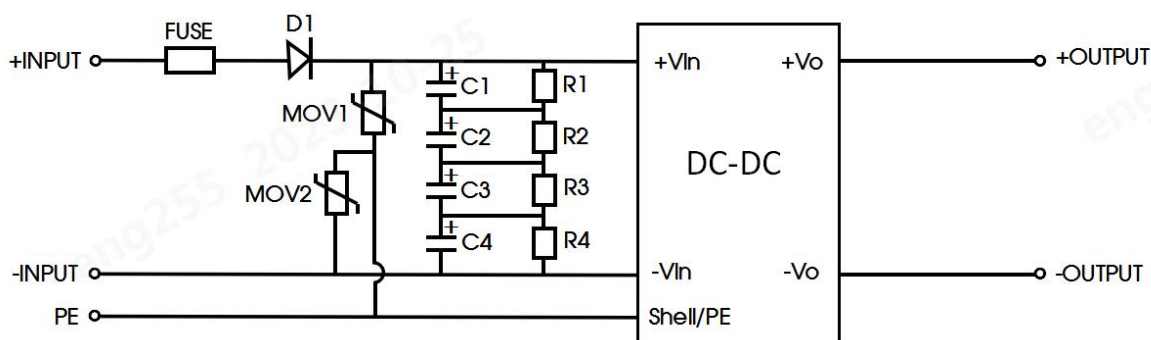 FUSE
D1
+INPUT
+VIn
+Vo
+OUTPUT
C1
R1
MOV1
C2
R2
DC-DC
MOV2
C3
R3
C4
R4
-INPUT
-VIn
-Vo
-OUTPUT
PE
Shell/PE